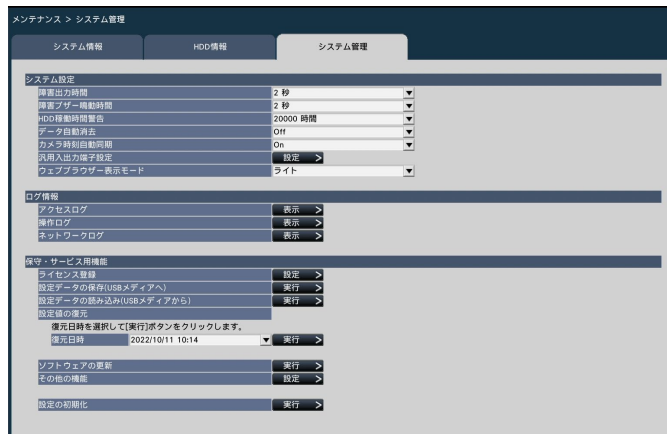 メンテナンス > システム管理
システム情報 HDD情報 システム管理
システム設定
障害出力時間 2 秒
障害ブザー鳴動時間 2 秒
HDD稼働時間警告 20000 時間
データ自動消去 Off
カメラ時刻自動同期 On
汎用入出力端子設定 設定 >
ウェブブラウザー表示モード ライト
ログ情報
アクセスログ 表示 >
操作ログ 表示 >
ネットワークログ 表示 >
保守・サービス用機能
ライセンス登録 設定 >
設定データの保存(USBメディアへ) 実行 >
設定データの読み込み(USBメディアから) 実行 >
設定値の復元
復元日時を選択して[実行]ボタンをクリックします。
復元日時 2022/10/11 10:14 実行 >
ソフトウェアの更新 実行 >
その他の機能 設定 >
設定の初期化 実行 >